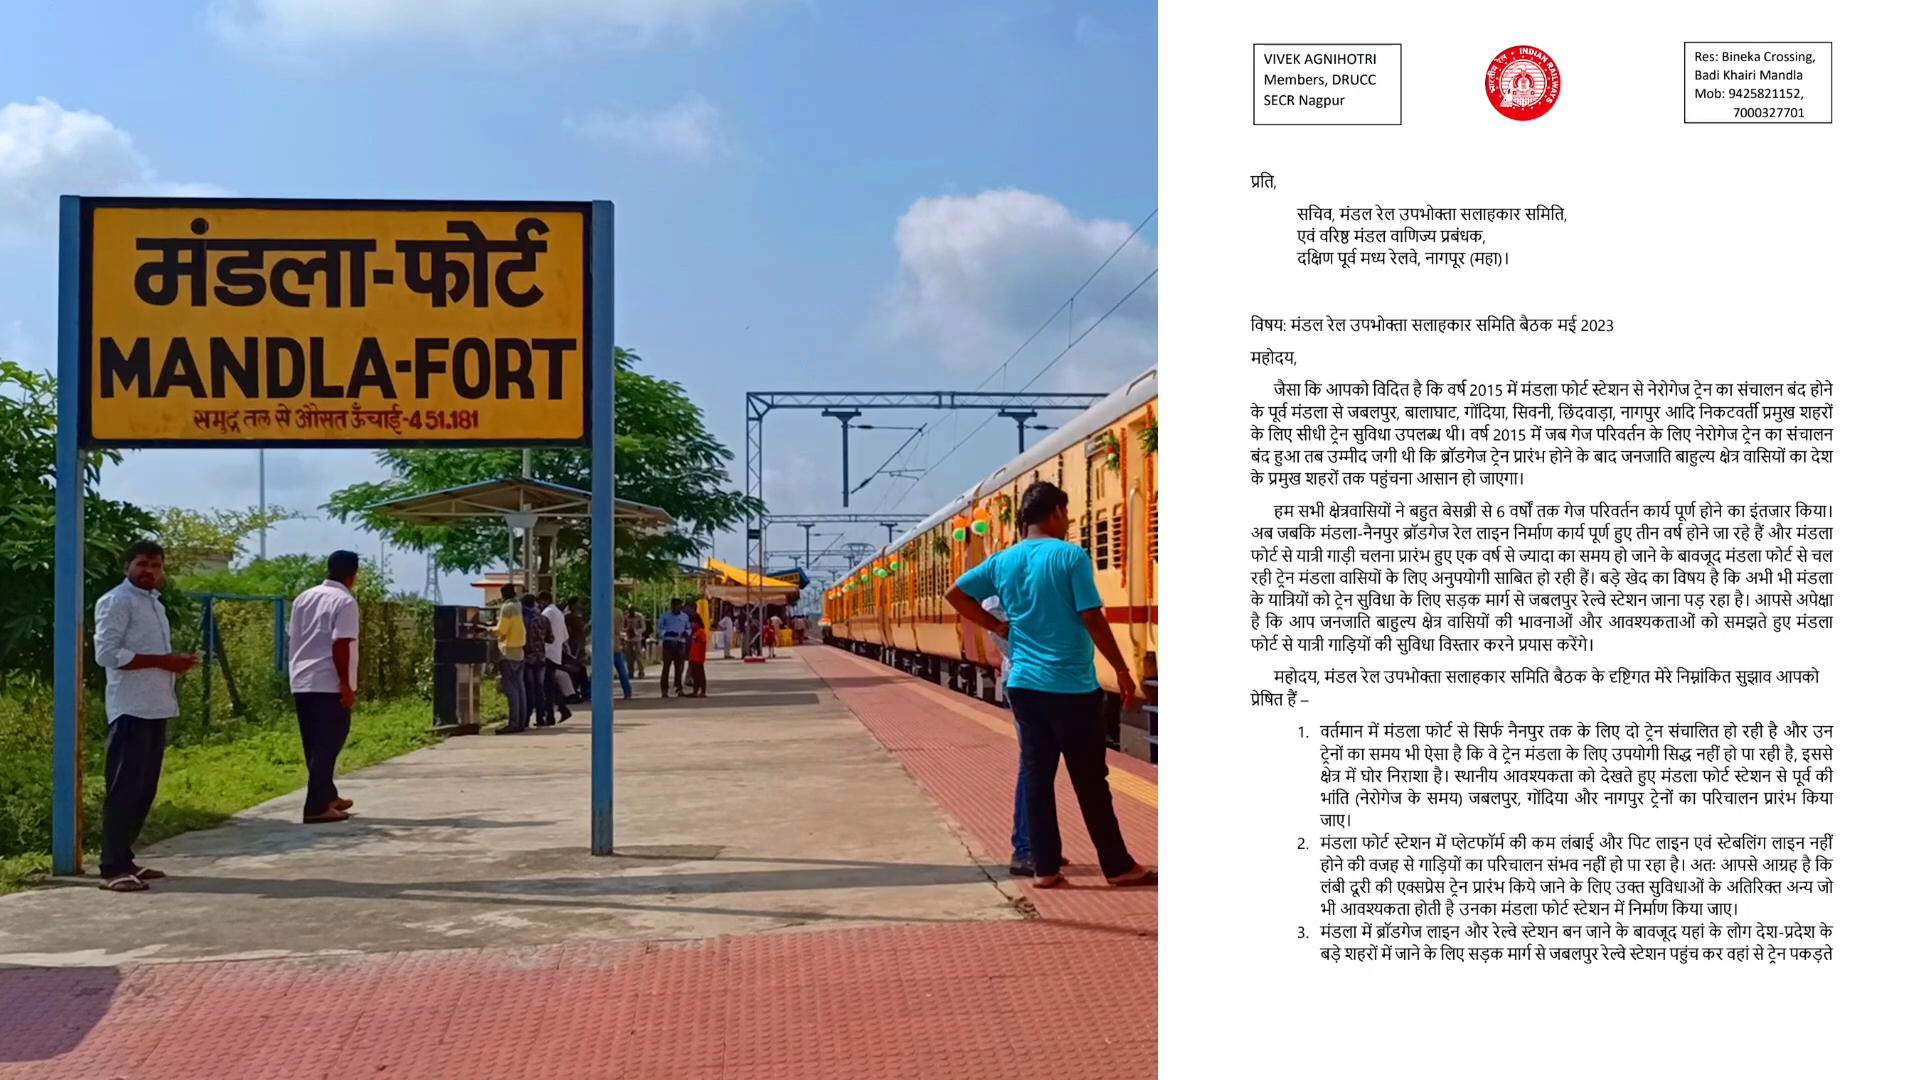 मंडला-फोर्ट
MANDLA-FORT
समुद्र तल से औसत ऊँचाई-451.181
VIVEK AGNIHOTRI
Members, DRUCC
SECR Nagpur
भारतीय रेल • INDIAN RAILWAYS
Res: Bineka Crossing,
Badi Khairi Mandla
Mob: 9425821152,
7000327701
प्रति,
सचिव, मंडल रेल उपभोक्ता सलाहकार समिति,
एवं वरिष्ठ मंडल वाणिज्य प्रबंधक,
दक्षिण पूर्व मध्य रेलवे, नागपूर (महा)।
विषय: मंडल रेल उपभोक्ता सलाहकार समिति बैठक मई 2023
महोदय,
जैसा कि आपको विदित है कि वर्ष 2015 में मंडला फोर्ट स्टेशन से नेरोगेज ट्रेन का संचालन बंद होने
के पूर्व मंडला से जबलपुर, बालाघाट, गोंदिया, सिवनी, छिंदवाड़ा, नागपुर आदि निकटवर्ती प्रमुख शहरों
के लिए सीधी ट्रेन सुविधा उपलब्ध थी। वर्ष 2015 में जब गेज परिवर्तन के लिए नेरोगेज ट्रेन का संचालन
बंद हुआ तब उम्मीद जगी थी कि ब्रॉडगेज ट्रेन प्रारंभ होने के बाद जनजाति बाहुल्य क्षेत्र वासियों का देश
के प्रमुख शहरों तक पहुंचना आसान हो जाएगा।
हम सभी क्षेत्रवासियों ने बहुत बेसब्री से 6 वर्षों तक गेज परिवर्तन कार्य पूर्ण होने का इंतजार किया।
अब जबकि मंडला-नैनपुर ब्रॉडगेज रेल लाइन निर्माण कार्य पूर्ण हुए तीन वर्ष होने जा रहे हैं और मंडला
फोर्ट से यात्री गाड़ी चलना प्रारंभ हुए एक वर्ष से ज्यादा का समय हो जाने के बावजूद मंडला फोर्ट से चल
रही ट्रेन मंडला वासियों के लिए अनुपयोगी साबित हो रही हैं। बड़े खेद का विषय है कि अभी भी मंडला
के यात्रियों को ट्रेन सुविधा के लिए सड़क मार्ग से जबलपुर रेल्वे स्टेशन जाना पड़ रहा है। आपसे अपेक्षा
है कि आप जनजाति बाहुल्य क्षेत्र वासियों की भावनाओं और आवश्यकताओं को समझते हुए मंडला
फोर्ट से यात्री गाड़ियों की सुविधा विस्तार करने प्रयास करेंगे।
महोदय, मंडल रेल उपभोक्ता सलाहकार समिति बैठक के दृष्टिगत मेरे निम्नांकित सुझाव आपको
प्रेषित हैं –
1. वर्तमान में मंडला फोर्ट से सिर्फ नैनपुर तक के लिए दो ट्रेन संचालित हो रही है और उन
ट्रेनों का समय भी ऐसा है कि वे ट्रेन मंडला के लिए उपयोगी सिद्ध नहीं हो पा रही है, इससे
क्षेत्र में घोर निराशा है। स्थानीय आवश्यकता को देखते हुए मंडला फोर्ट स्टेशन से पूर्व की
भांति (नेरोगेज के समय) जबलपुर, गोंदिया और नागपुर ट्रेनों का परिचालन प्रारंभ किया
जाए।
2. मंडला फोर्ट स्टेशन में प्लेटफॉर्म की कम लंबाई और पिट लाइन एवं स्टेबलिंग लाइन नहीं
होने की वजह से गाड़ियों का परिचालन संभव नहीं हो पा रहा है। अतः आपसे आग्रह है कि
लंबी दूरी की एक्सप्रेस ट्रेन प्रारंभ किये जाने के लिए उक्त सुविधाओं के अतिरिक्त अन्य जो
भी आवश्यकता होती है उनका मंडला फोर्ट स्टेशन में निर्माण किया जाए।
3. मंडला में ब्रॉडगेज लाइन और रेल्वे स्टेशन बन जाने के बावजूद यहां के लोग देश-प्रदेश के
बड़े शहरों में जाने के लिए सड़क मार्ग से जबलपुर रेल्वे स्टेशन पहुंच कर वहां से ट्रेन पकड़ते